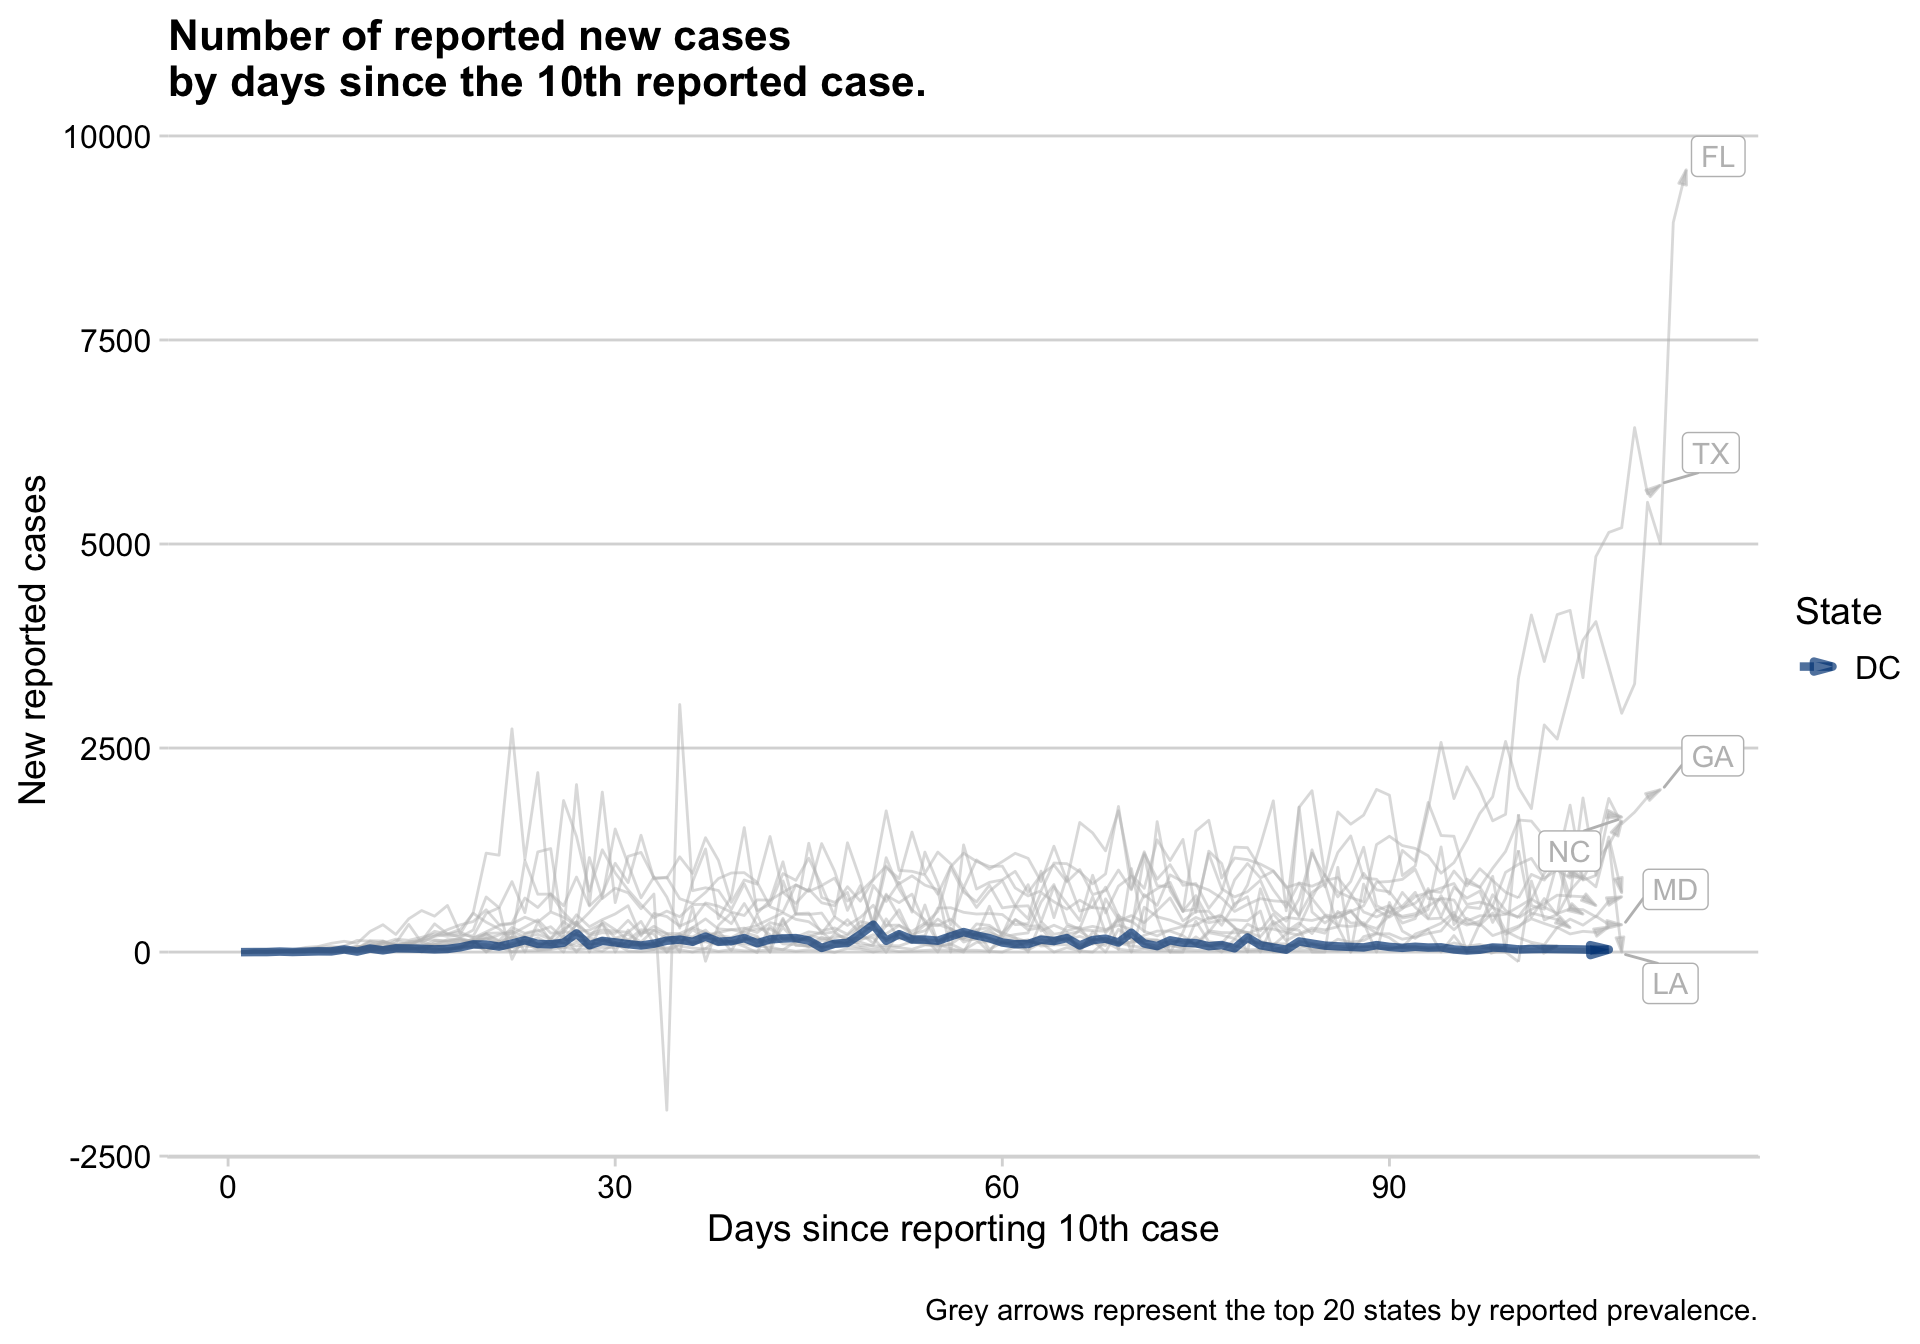 Number of reported new cases
by days since the 10th reported case.
10000
FL
7500
TX
5000
2500
GA
NC
MD
0
LA
-2500
0 30 60 90
New reported cases
Days since reporting 10th case
State
DC
Grey arrows represent the top 20 states by reported prevalence.